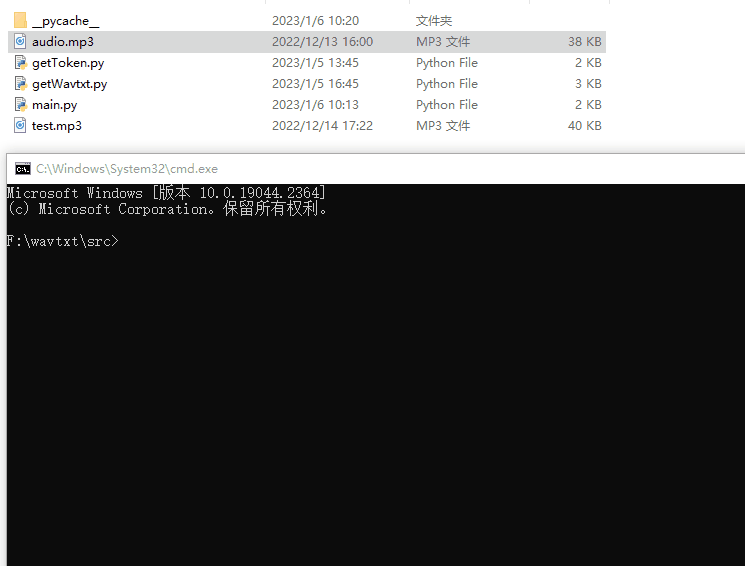 __pycache__ 2023/1/6 10:20 文件夹
audio.mp3 2022/12/13 16:00 MP3 文件 38 KB
getToken.py 2023/1/5 13:45 Python File 2 KB
getWavtxt.py 2023/1/5 16:45 Python File 3 KB
main.py 2023/1/6 10:13 Python File 2 KB
test.mp3 2022/12/14 17:22 MP3 文件 40 KB
C:\Windows\System32\cmd.exe
Microsoft Windows [版本 10.0.19044.2364]
(c) Microsoft Corporation。保留所有权利。
F:\wavtxt\src>